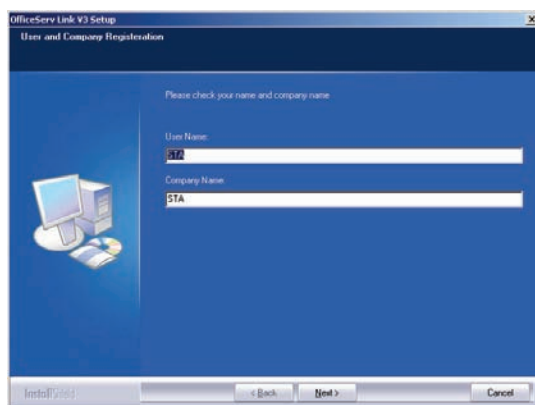 OfficeServ Link V3 Setup
User and Company Registeration
Please check your name and company name
User Name:
STA
Company Name:
STA
InstallShield
< Back
Next >
Cancel